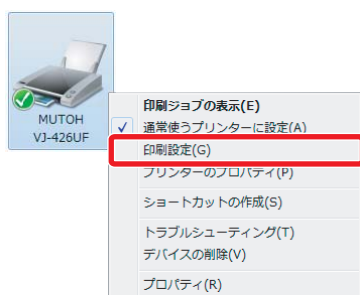 MUTOH
VJ-426UF
印刷ジョブの表示(E)
通常使うプリンターに設定(A)
印刷設定(G)
プリンターのプロパティ(P)
ショートカットの作成(S)
トラブルシューティング(T)
デバイスの削除(V)
プロパティ(R)